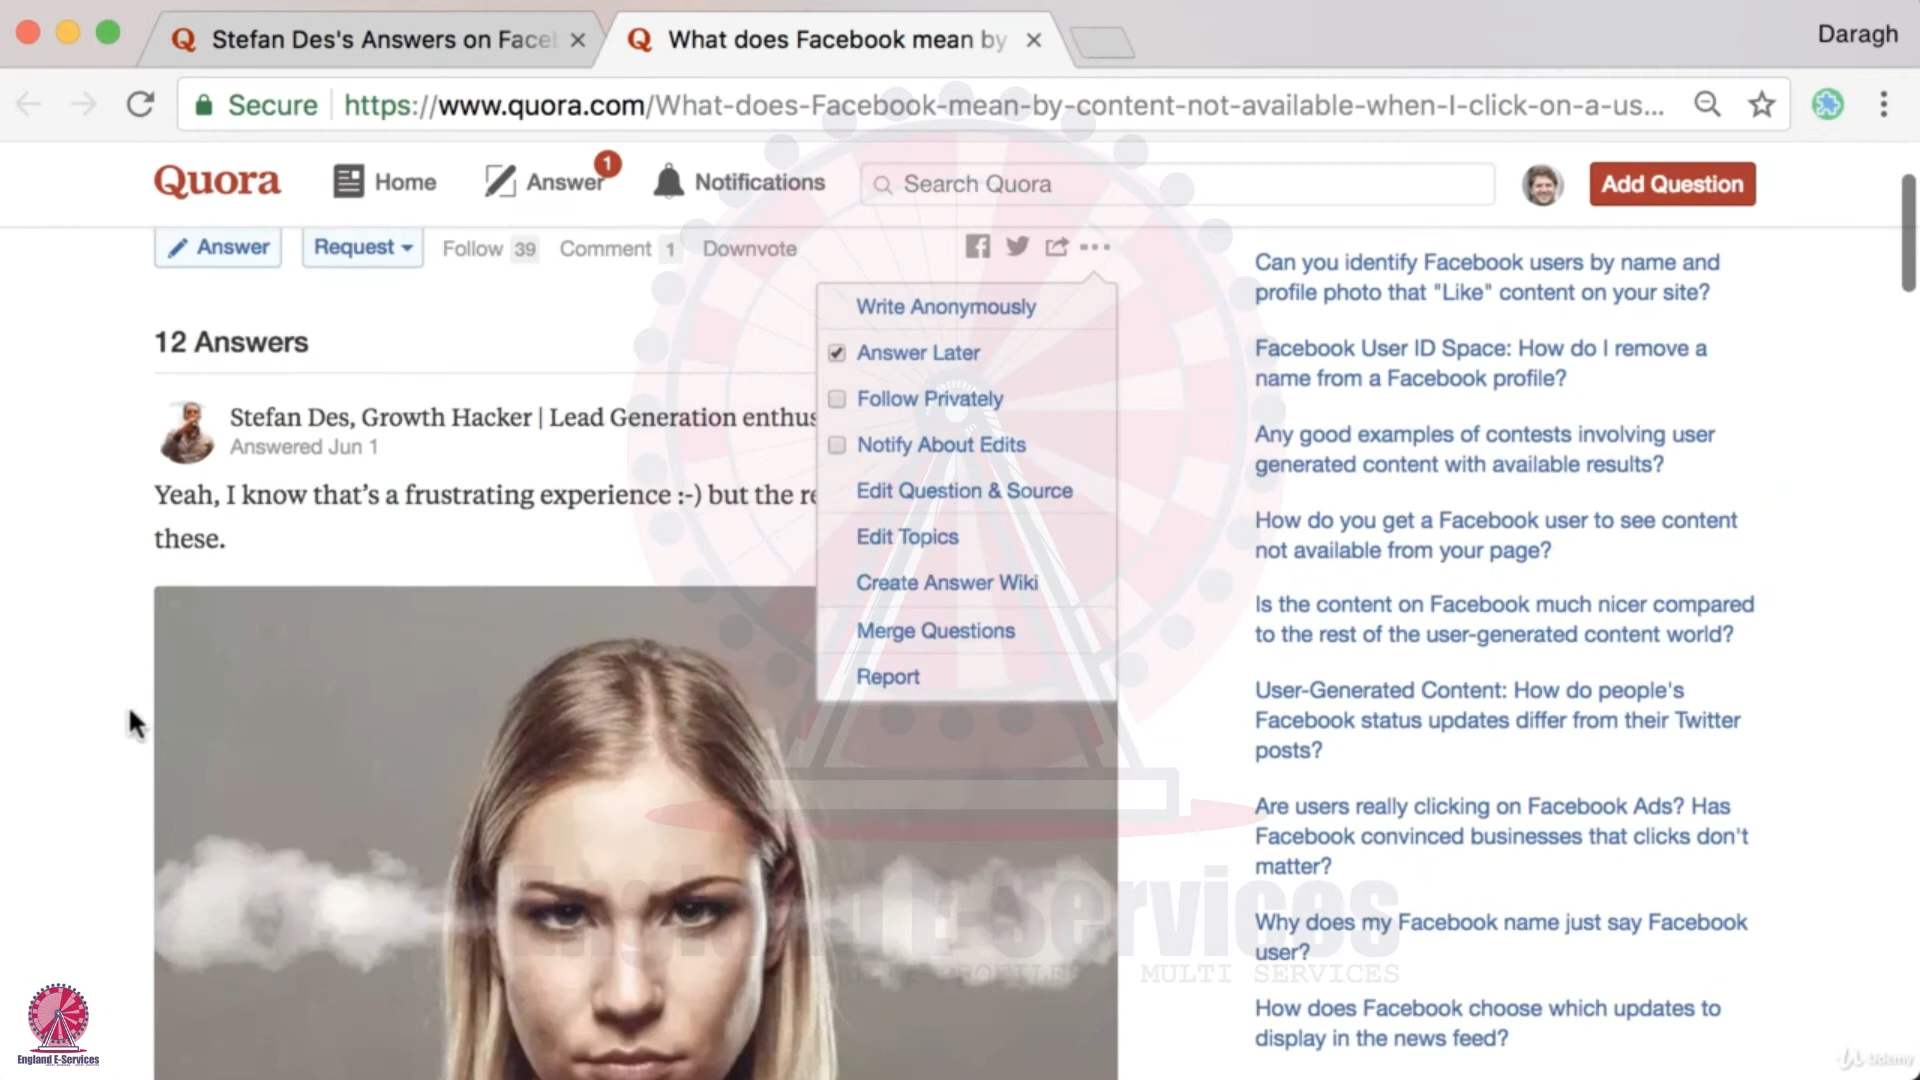 Stefan Des's Answers on Faceb
What does Facebook mean by
Daragh
Secure
https://www.quora.com/What-does-Facebook-mean-by-content-not-available-when-I-click-on-a-us...
Quora
Home
Answer
1
Notifications
Search Quora
Add Question
Answer
Request
Follow 39
Comment 1
Downvote
Write Anonymously
Answer Later
Follow Privately
Notify About Edits
Edit Question & Source
Edit Topics
Create Answer Wiki
Merge Questions
Report
12 Answers
Stefan Des, Growth Hacker | Lead Generation enthus
Answered Jun 1
Yeah, I know that's a frustrating experience :-) but the re
these.
Can you identify Facebook users by name and
profile photo that "Like" content on your site?
Facebook User ID Space: How do I remove a
name from a Facebook profile?
Any good examples of contests involving user
generated content with available results?
How do you get a Facebook user to see content
not available from your page?
Is the content on Facebook much nicer compared
to the rest of the user-generated content world?
User-Generated Content: How do people's
Facebook status updates differ from their Twitter
posts?
Are users really clicking on Facebook Ads? Has
Facebook convinced businesses that clicks don't
matter?
Why does my Facebook name just say Facebook
user?
How does Facebook choose which updates to
display in the news feed?
England E-Services
PROFILES MULTI SERVICES
England E-Services
Udemy